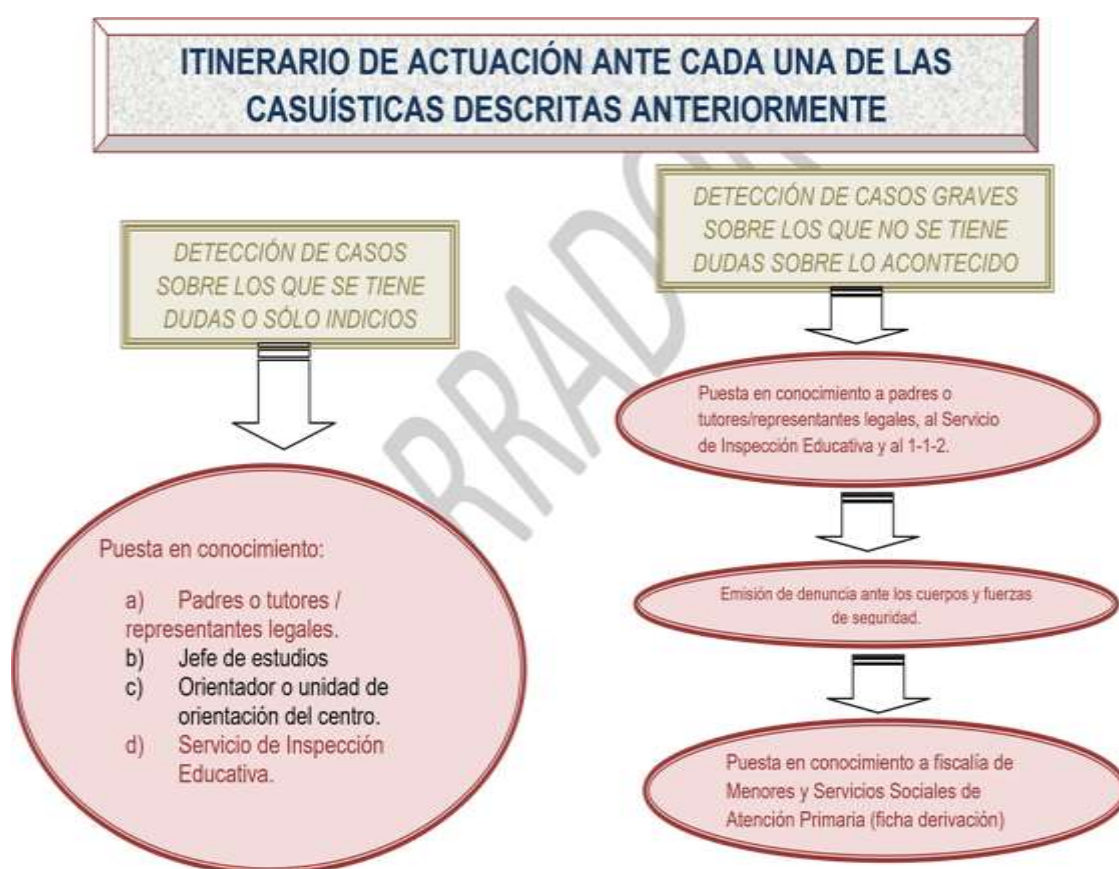 ITINERARIO DE ACTUACIÓN ANTE CADA UNA DE LAS
CASUÍSTICAS DESCRITAS ANTERIORMENTE
DETECCIÓN DE CASOS
SOBRE LOS QUE SE TIENE
DUDAS O SÓLO INDICIOS
Puesta en conocimiento:
a) Padres o tutores /
representantes legales.
b) Jefe de estudios
c) Orientador o unidad de
orientación del centro.
d) Servicio de Inspección
Educativa.
DETECCIÓN DE CASOS GRAVES
SOBRE LOS QUE NO SE TIENE
DUDAS SOBRE LO ACONTECIDO
Puesta en conocimiento a padres o
tutores/representantes legales, al Servicio
de Inspección Educativa y al 1-1-2.
Emisión de denuncia ante los cuerpos y fuerzas
de seguridad.
Puesta en conocimiento a fiscalía de
Menores y Servicios Sociales de
Atención Primaria (ficha derivación)